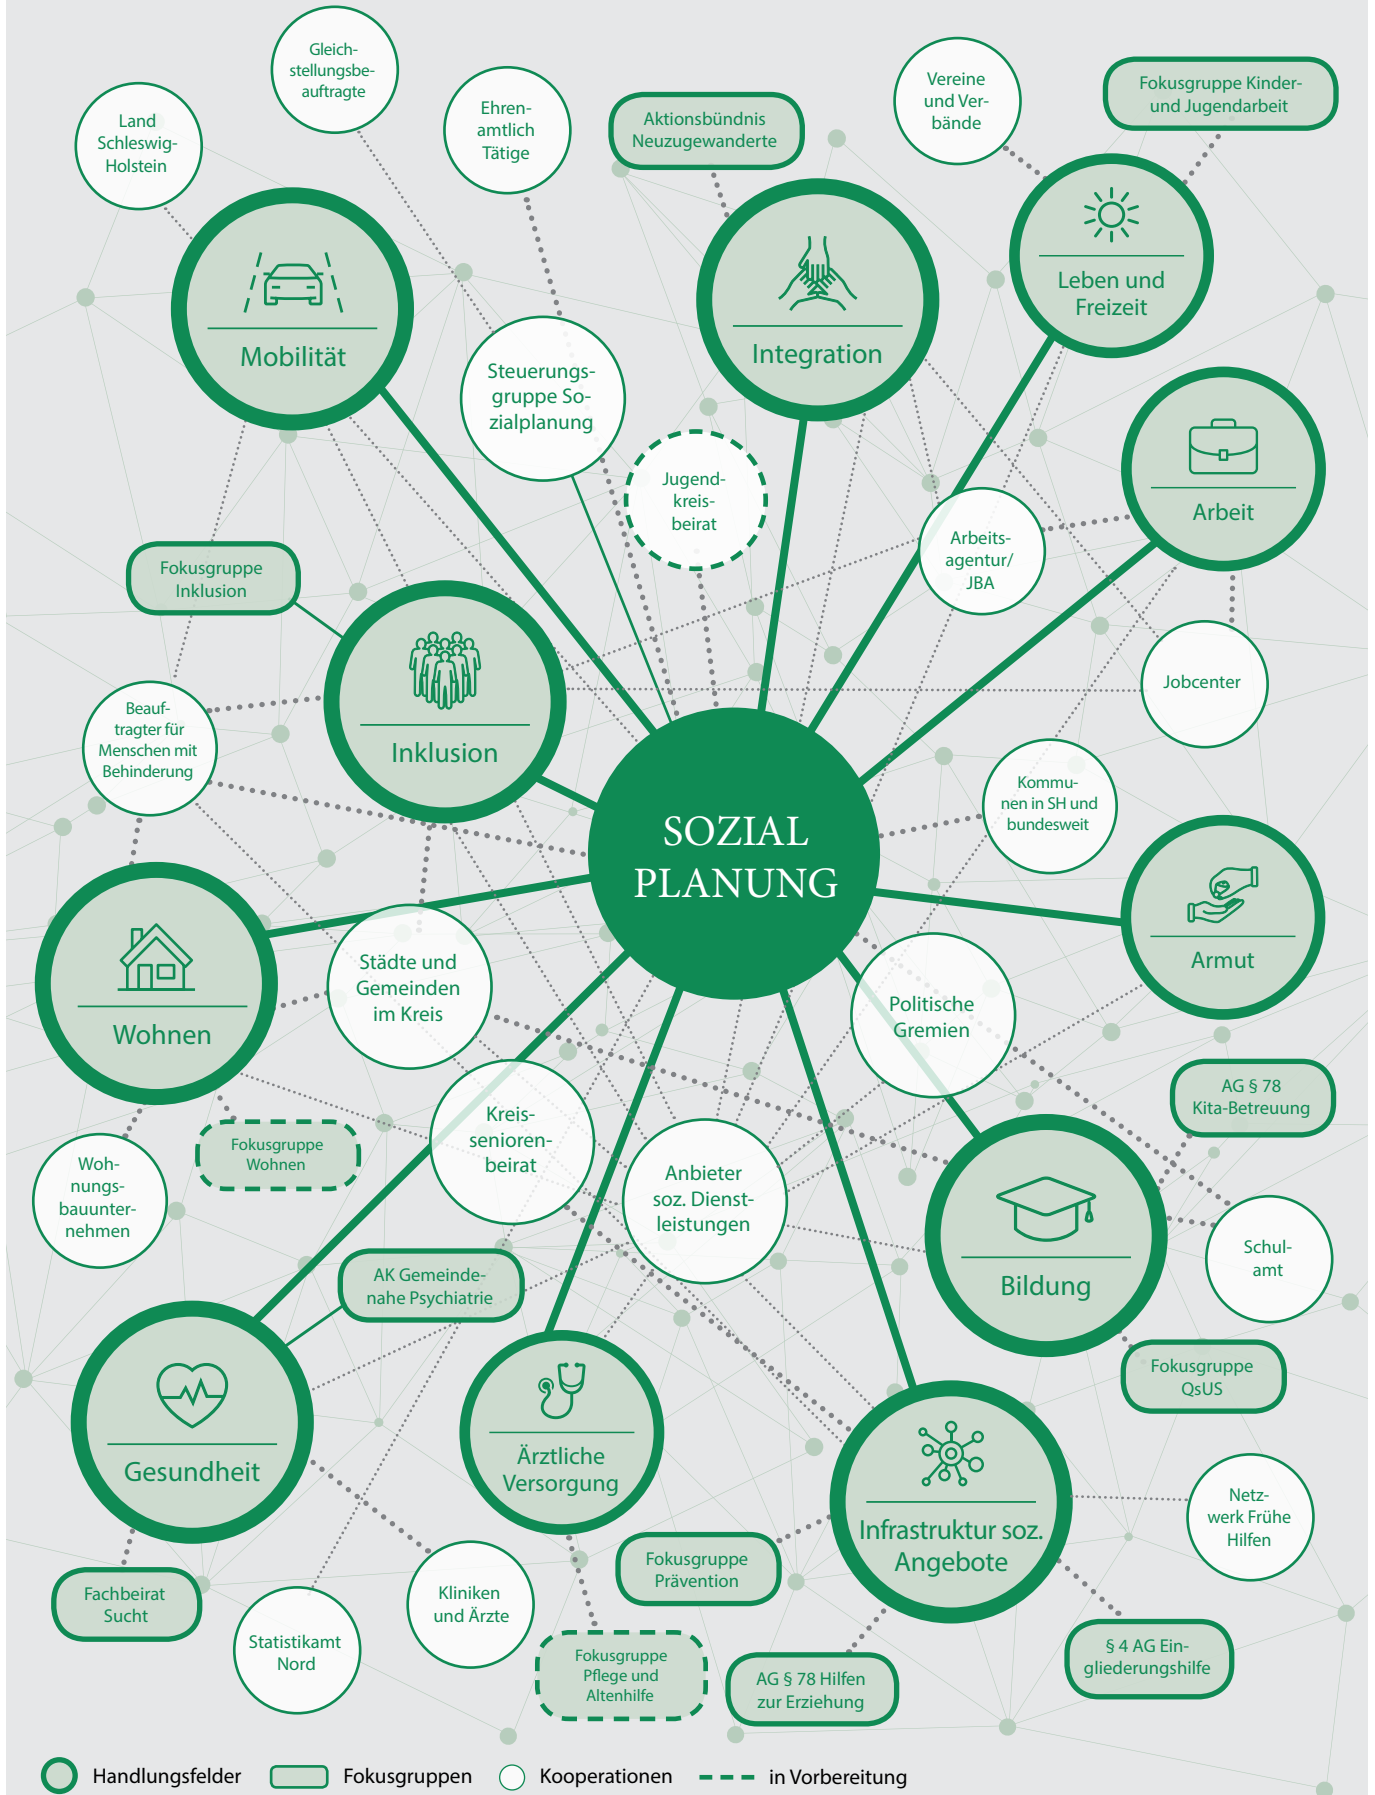 Gleich-
stellungsbe-
auftragte
Land
Schleswig-
Holstein
Ehren-
amtlich
Tätige
Aktionsbündnis
Neuzugewanderte
Vereine
und Ver-
bände
Fokusgruppe Kinder-
und Jugendarbeit
Mobilität
Steuerungs-
gruppe So-
zialplanung
Integration
Leben und
Freizeit
Jugend-
kreis-
beirat
Arbeit
Arbeits-
agentur/
JBA
Fokusgruppe
Inklusion
Inklusion
Jobcenter
Beauf-
tragter für
Menschen mit
Behinderung
SOZIAL
PLANUNG
Kommu-
nen in SH und
bundesweit
Armut
Wohnen
Städte und
Gemeinden
im Kreis
Politische
Gremien
AG § 78
Kita-Betreuung
Fokusgruppe
Wohnen
Kreis-
senioren-
beirat
Anbieter
soz. Dienst-
leistungen
Woh-
nungs-
bauunter-
nehmen
Bildung
Schul-
amt
AK Gemeinde-
nahe Psychiatrie
Fokusgruppe
QsUS
Gesundheit
Ärztliche
Versorgung
Infrastruktur soz.
Angebote
Netz-
werk Frühe
Hilfen
Fachbeirat
Sucht
Statistikamt
Nord
Kliniken
und Ärzte
Fokusgruppe
Prävention
Fokusgruppe
Pflege und
Altenhilfe
AG § 78 Hilfen
zur Erziehung
§ 4 AG Ein-
gliederungshilfe
Handlungsfelder
Fokusgruppen
Kooperationen
in Vorbereitung